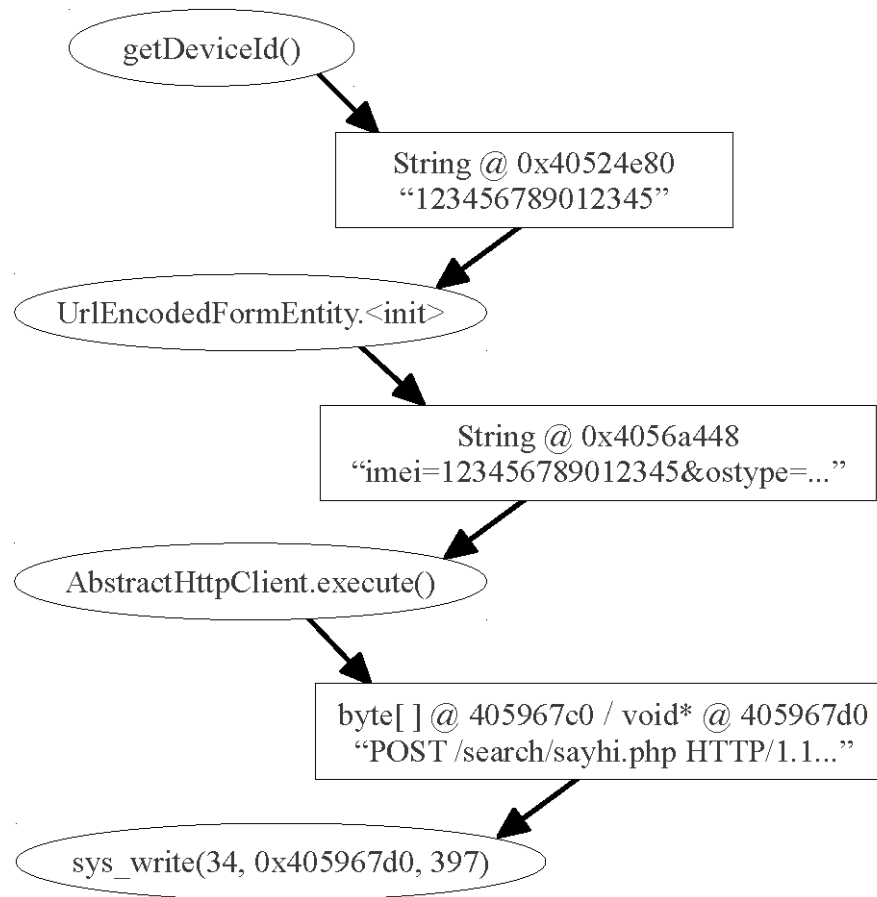 getDeviceId()
String @ 0x40524e80
“123456789012345”
UrlEncodedFormEntity.<init>
String @ 0x4056a448
“imei=123456789012345&ostype=...”
AbstractHttpClient.execute()
byte[ ] @ 405967c0 / void* @ 405967d0
“POST /search/sayhi.php HTTP/1.1...”
sys_write(34, 0x405967d0, 397)